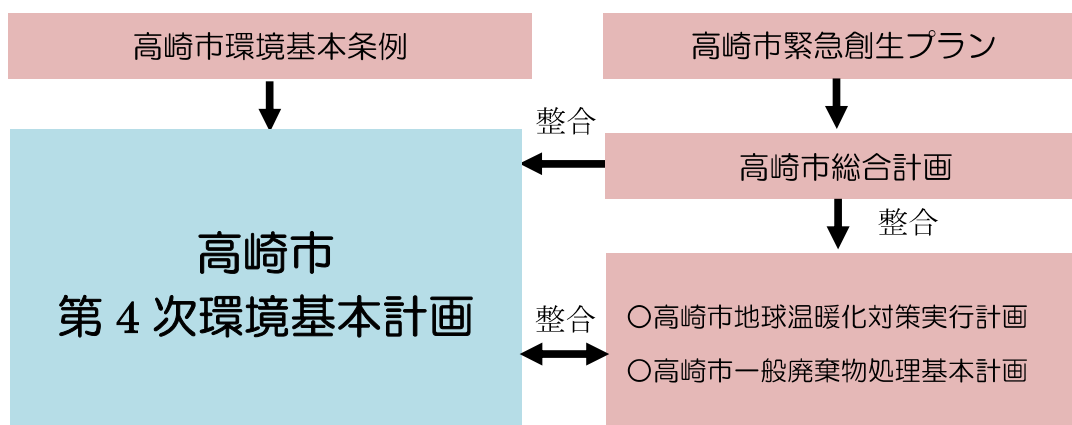 高崎市環境基本条例
高崎市緊急創生プラン
整合
高崎市総合計画
整合
高崎市
第4次環境基本計画
整合
〇高崎市地球温暖化対策実行計画
〇高崎市一般廃棄物処理基本計画